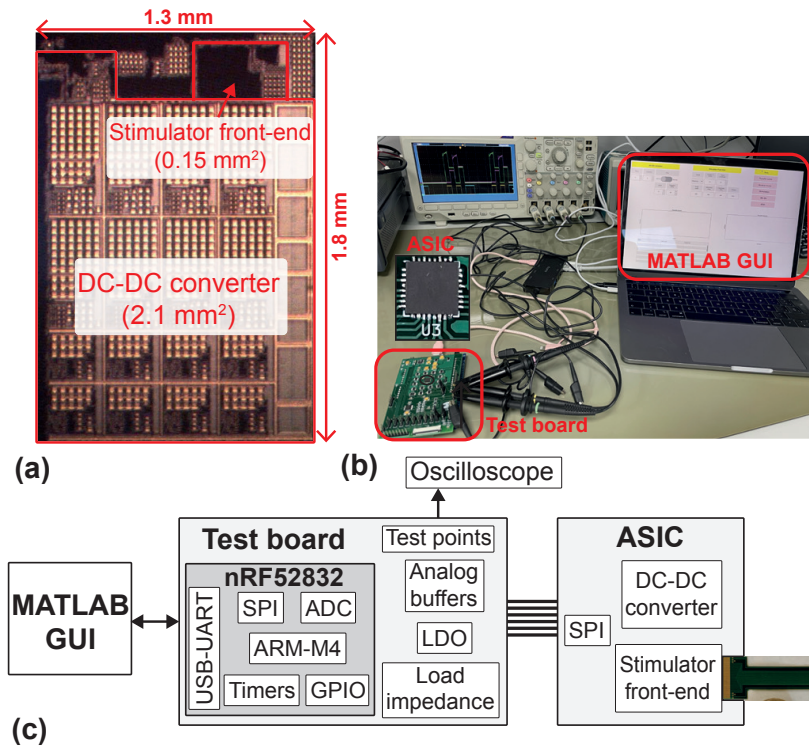 1.3 mm
1.8 mm
Stimulator front-end
(0.15 mm²)
DC-DC converter
(2.1 mm²)
(a)
ASIC
U3
MATLAB GUI
Test board
(b)
Oscilloscope
Test board
Test points
nRF52832
USB-UART
SPI
ADC
ARM-M4
Timers
GPIO
Analog
buffers
LDO
Load
impedance
MATLAB
GUI
ASIC
SPI
DC-DC
converter
Stimulator
front-end
(c)